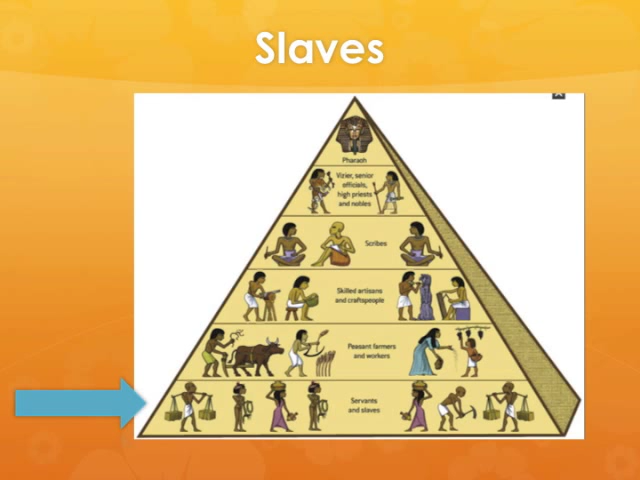 Slaves
Pharaoh
Vizier, senior
officials,
high priests
and nobles
Scribes
Skilled artisans
and craftspeople
Peasant farmers
and workers
Servants
and slaves